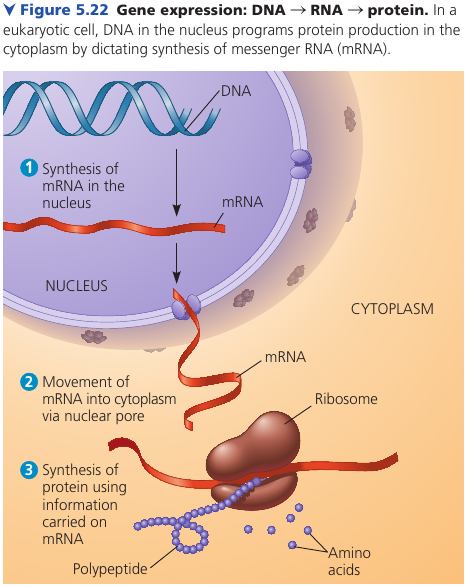 ▼ Figure 5.22 Gene expression: DNA → RNA → protein. In a
eukaryotic cell, DNA in the nucleus programs protein production in the
cytoplasm by dictating synthesis of messenger RNA (mRNA).
DNA
1 Synthesis of
mRNA in the
nucleus
mRNA
NUCLEUS
CYTOPLASM
mRNA
2 Movement of
mRNA into cytoplasm
via nuclear pore
Ribosome
3 Synthesis of
protein using
information
carried on
mRNA
Amino
acids
Polypeptide